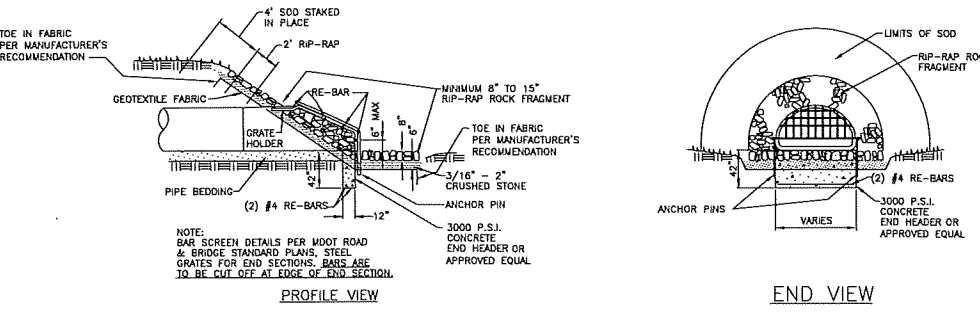 4' SOD STAKED
IN PLACE
2' RIP-RAP
TOE IN FABRIC
PER MANUFACTURER'S
RECOMMENDATION
GEOTEXTILE FABRIC
RE-BAR
GRATE
HOLDER
6" MAX
8"
6"
MINIMUM 8" TO 15"
RIP-RAP ROCK FRAGMENT
TOE IN FABRIC
PER MANUFACTURER'S
RECOMMENDATION
3/16" - 2"
CRUSHED STONE
PIPE BEDDING
42"
(2) #4 RE-BARS
12"
ANCHOR PIN
3000 P.S.I.
CONCRETE
END HEADER OR
APPROVED EQUAL
NOTE:
BAR SCREEN DETAILS PER MDOT ROAD
& BRIDGE STANDARD PLANS, STEEL
GRATES FOR END SECTIONS. BARS ARE
TO BE CUT OFF AT EDGE OF END SECTION.
PROFILE VIEW
LIMITS OF SOD
RIP-RAP RO
FRAGMENT
42"
(2) #4 RE-BARS
ANCHOR PINS
VARIES
3000 P.S.I.
CONCRETE
END HEADER OR
APPROVED EQUAL
END VIEW